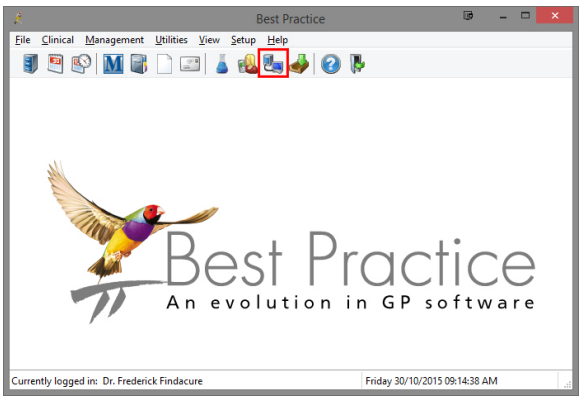 Best Practice
File Clinical Management Utilities View Setup Help
M
Best Practice
An evolution in GP software
Currently logged in: Dr. Frederick Findacure Friday 30/10/2015 09:14:38 AM